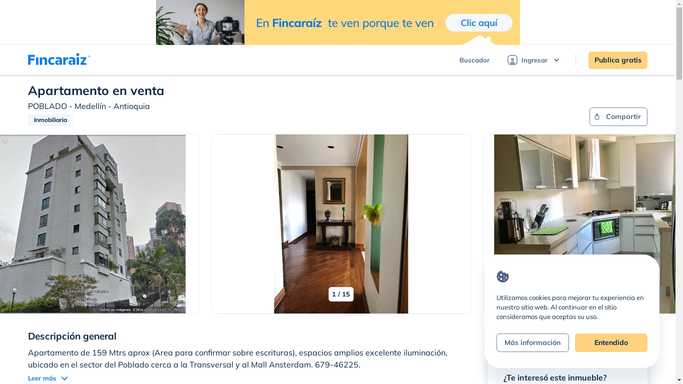 En Fincaraíz te ven porque te ven
Clic aquí
Fincaraíz
Buscador
Ingresar
Publica gratis
Apartamento en venta
POBLADO - Medellín - Antioquia
Inmobiliaria
Compartir
1 / 15
Utilizamos cookies para mejorar tu experiencia en
nuestro sitio web. Al continuar en el sitio
consideramos que aceptas su uso.
Más información
Entendido
Descripción general
Apartamento de 159 Mtrs aprox (Area para confirmar sobre escrituras), espacios amplios excelente iluminación,
ubicado en el sector del Poblado cerca a la Transversal y al Mall Amsterdam. 679-46225.
Leer más
¿Te interesó este inmueble?